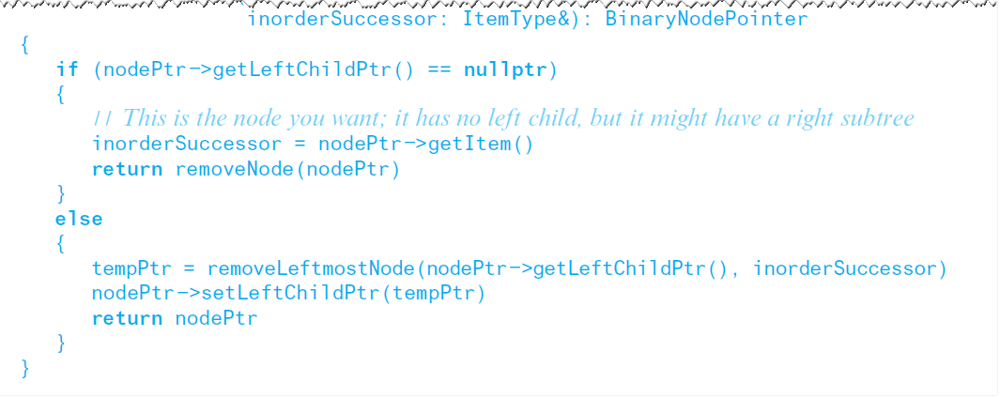 inorderSuccessor: ItemType&): BinaryNodePointer
{
   if (nodePtr->getLeftChildPtr() == nullptr)
   {
      // This is the node you want; it has no left child, but it might have a right subtree
      inorderSuccessor = nodePtr->getItem()
      return removeNode(nodePtr)
   }
   else
   {
      tempPtr = removeLeftmostNode(nodePtr->getLeftChildPtr(), inorderSuccessor)
      nodePtr->setLeftChildPtr(tempPtr)
      return nodePtr
   }
}